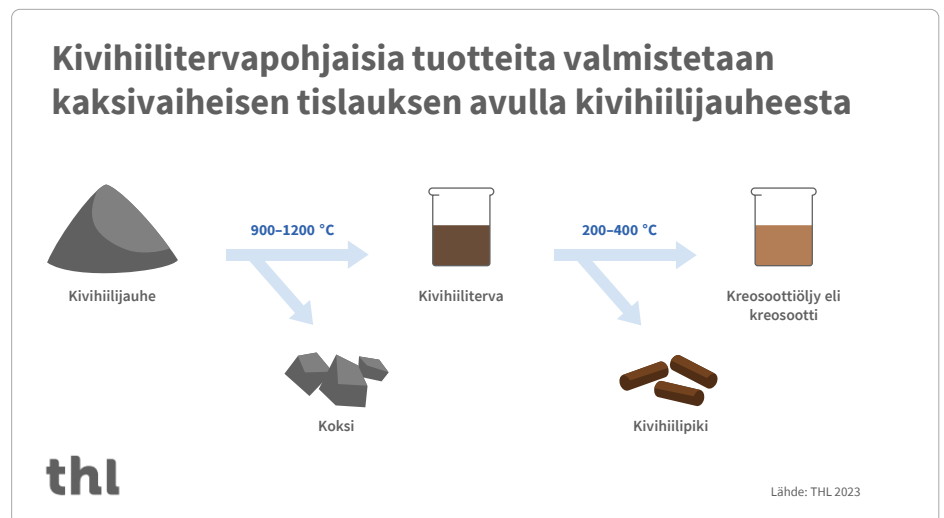 Kivihiilitervapohjaisia tuotteita valmistetaan
kaksivaiheisen tislauksen avulla kivihiilijauheesta
900–1200 °C
200–400 °C
Kivihiilijauhe
Kivihiiliterva
Kreosoottiöljy eli
kreosootti
Koksi
Kivihiilipiki
thl
Lähde: THL 2023